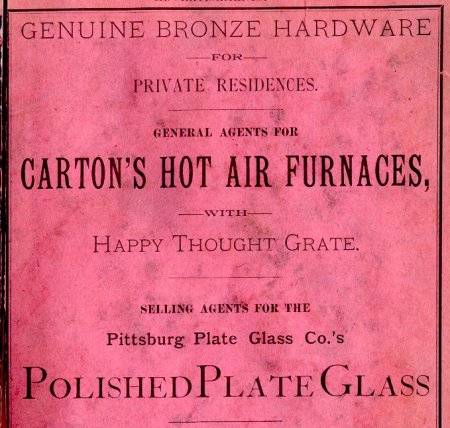 GENUINE BRONZE HARDWARE
FOR
PRIVATE RESIDENCES.
GENERAL AGENTS FOR
CARTON'S HOT AIR FURNACES,
WITH
HAPPY THOUGHT GRATE.
SELLING AGENTS FOR THE
Pittsburg Plate Glass Co.'s
POLISHED PLATE GLASS